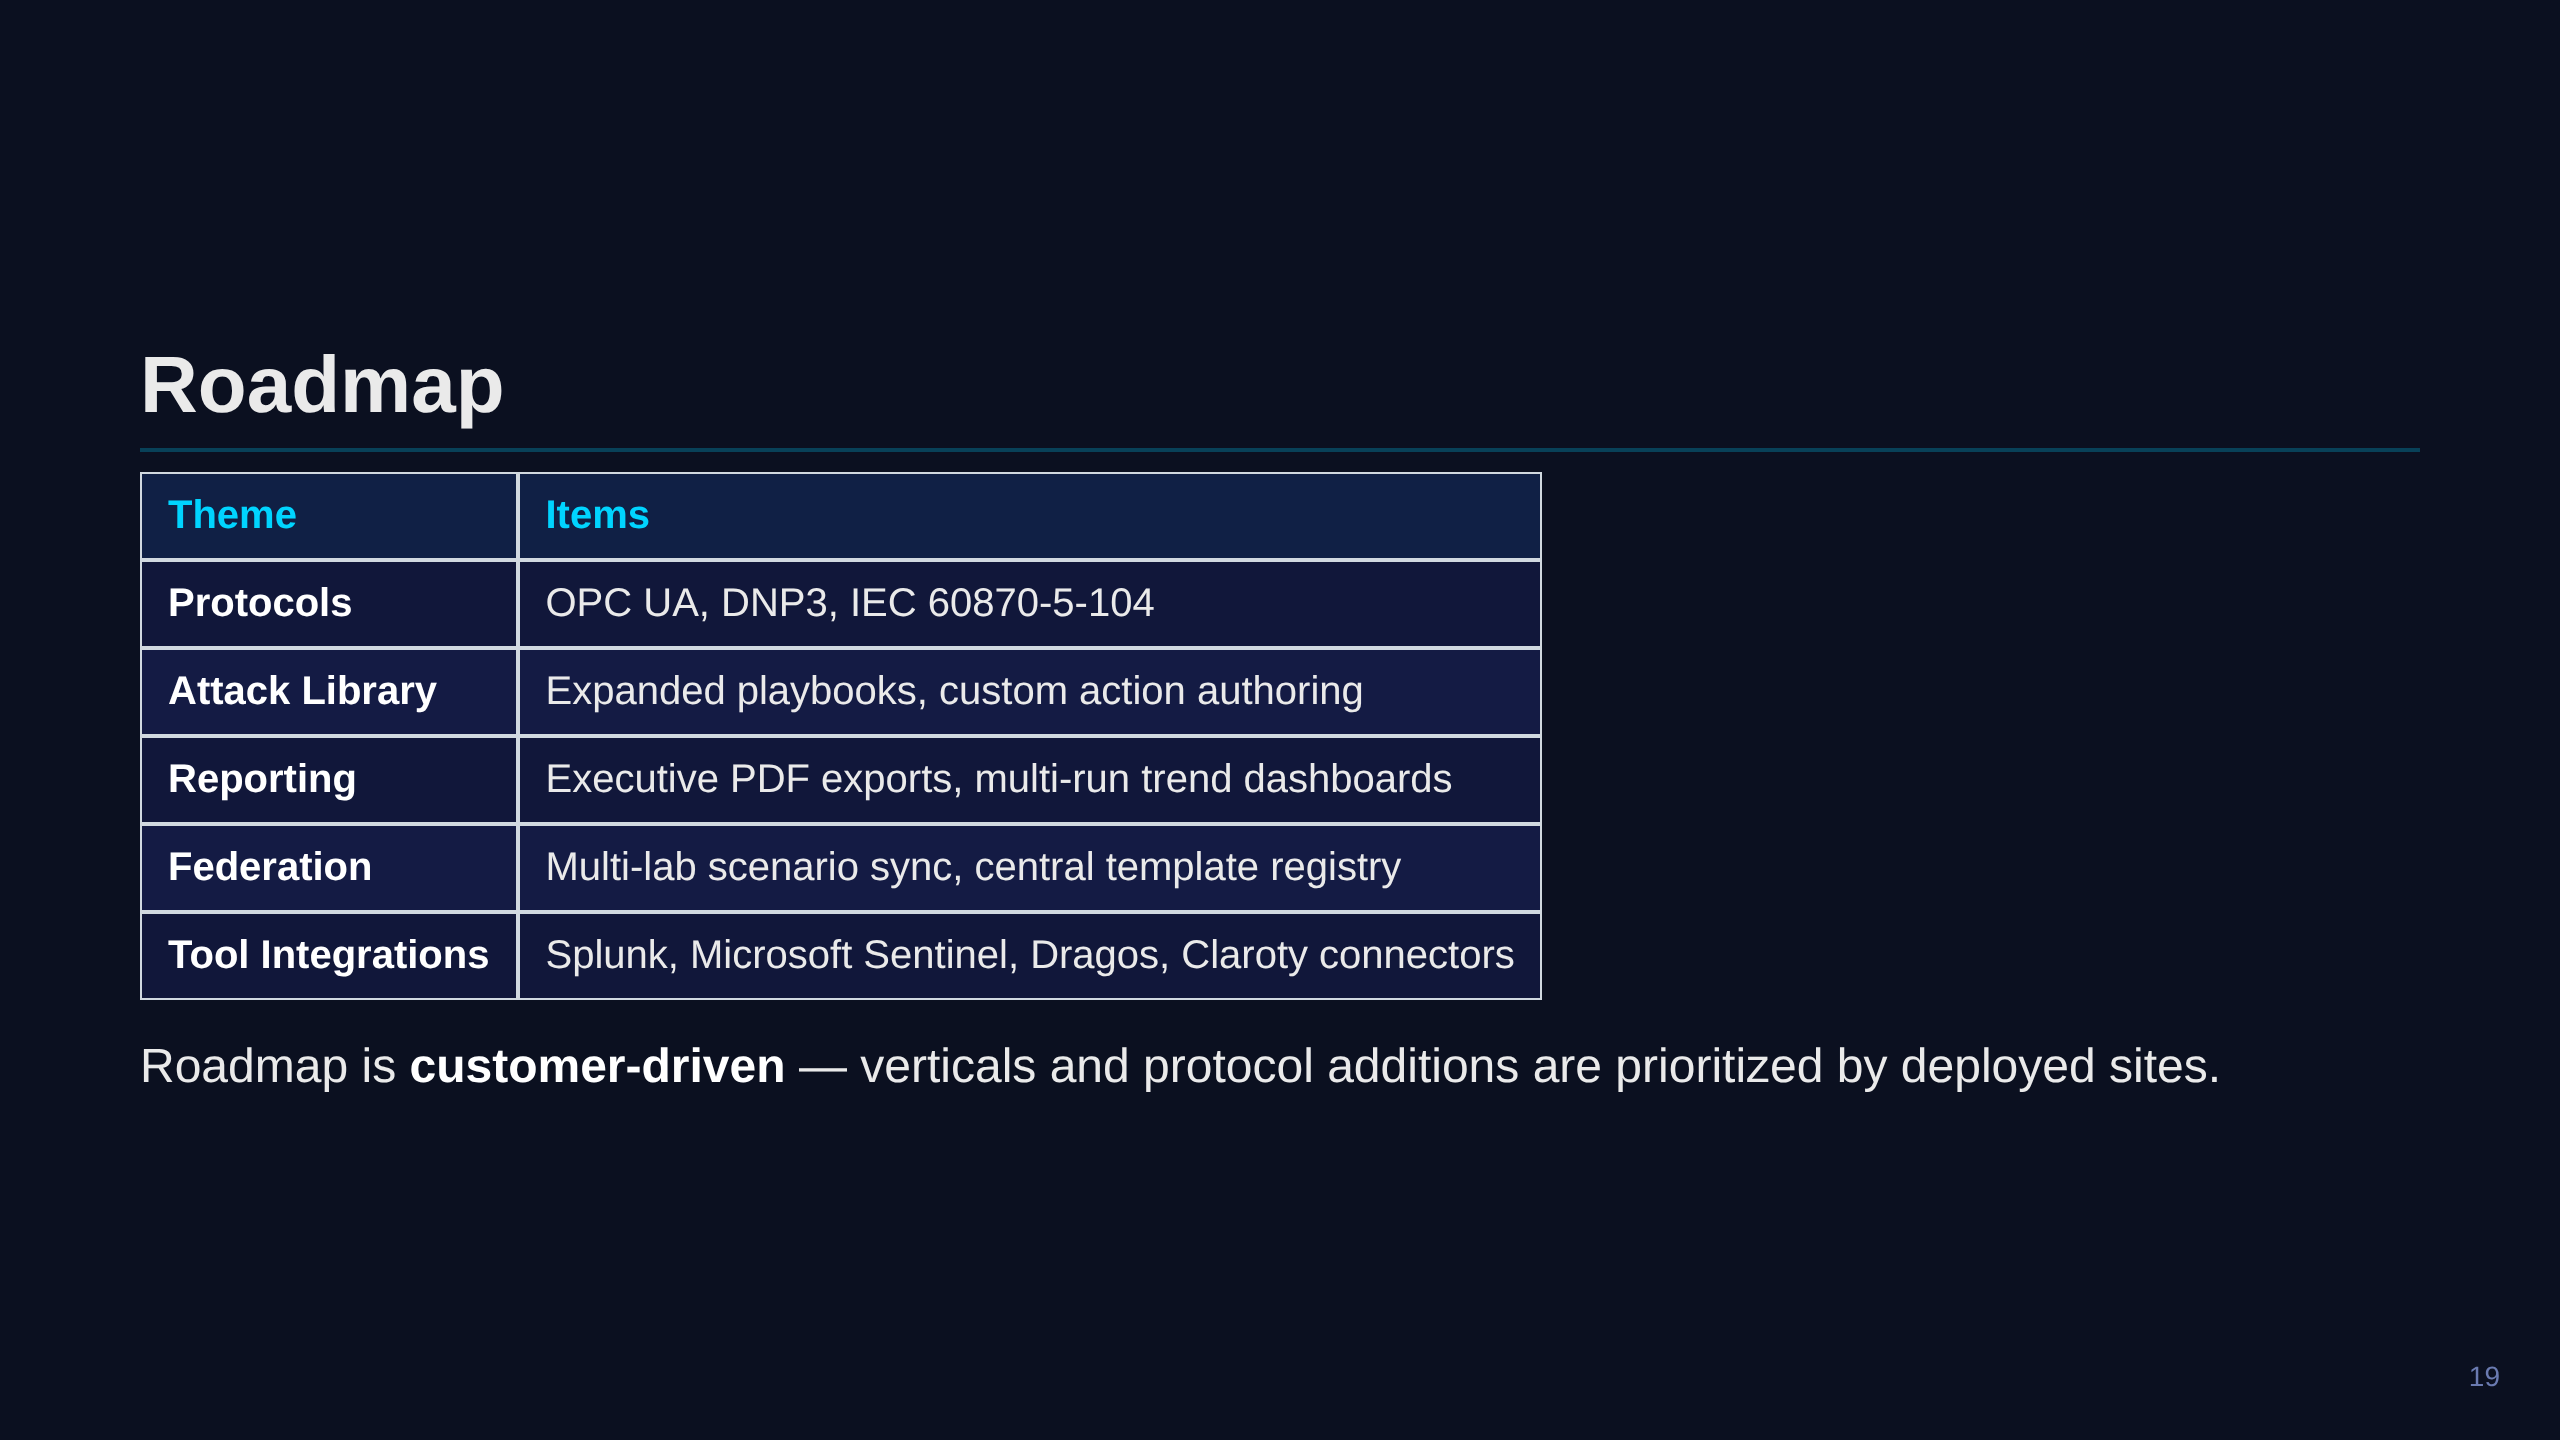 Roadmap
Theme Items
Protocols OPC UA, DNP3, IEC 60870-5-104
Attack Library Expanded playbooks, custom action authoring
Reporting Executive PDF exports, multi-run trend dashboards
Federation Multi-lab scenario sync, central template registry
Tool Integrations Splunk, Microsoft Sentinel, Dragos, Claroty connectors
Roadmap is customer-driven — verticals and protocol additions are prioritized by deployed sites.
19